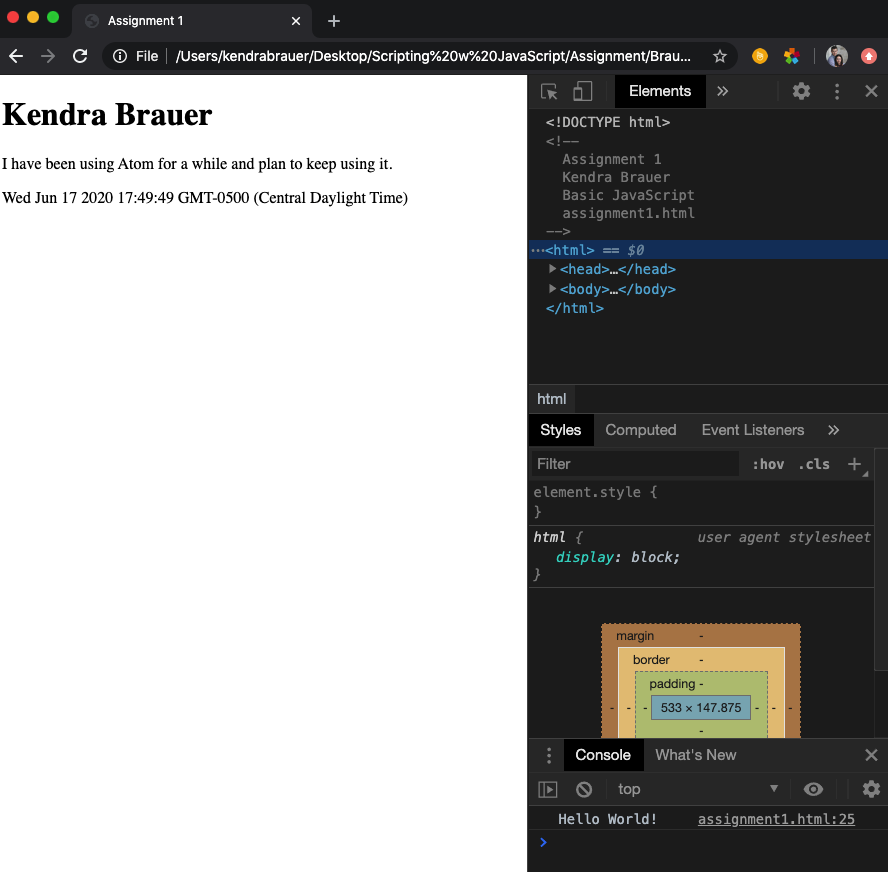 Assignment 1
File
/Users/kendrabrauer/Desktop/Scripting%20w%20JavaScript/Assignment/Brau...
Kendra Brauer
I have been using Atom for a while and plan to keep using it.
Wed Jun 17 2020 17:49:49 GMT-0500 (Central Daylight Time)
Elements
<!DOCTYPE html>
<!--
Assignment 1
Kendra Brauer
Basic JavaScript
assignment1.html
-->
…<html> == $0
<head>…</head>
<body>…</body>
</html>
html
Styles Computed Event Listeners
Filter :hov .cls
element.style {
}
html { user agent stylesheet
display: block;
}
margin -
border -
padding -
- - - 533 × 147.875 - - -
-
Console What's New
top
Hello World! assignment1.html:25